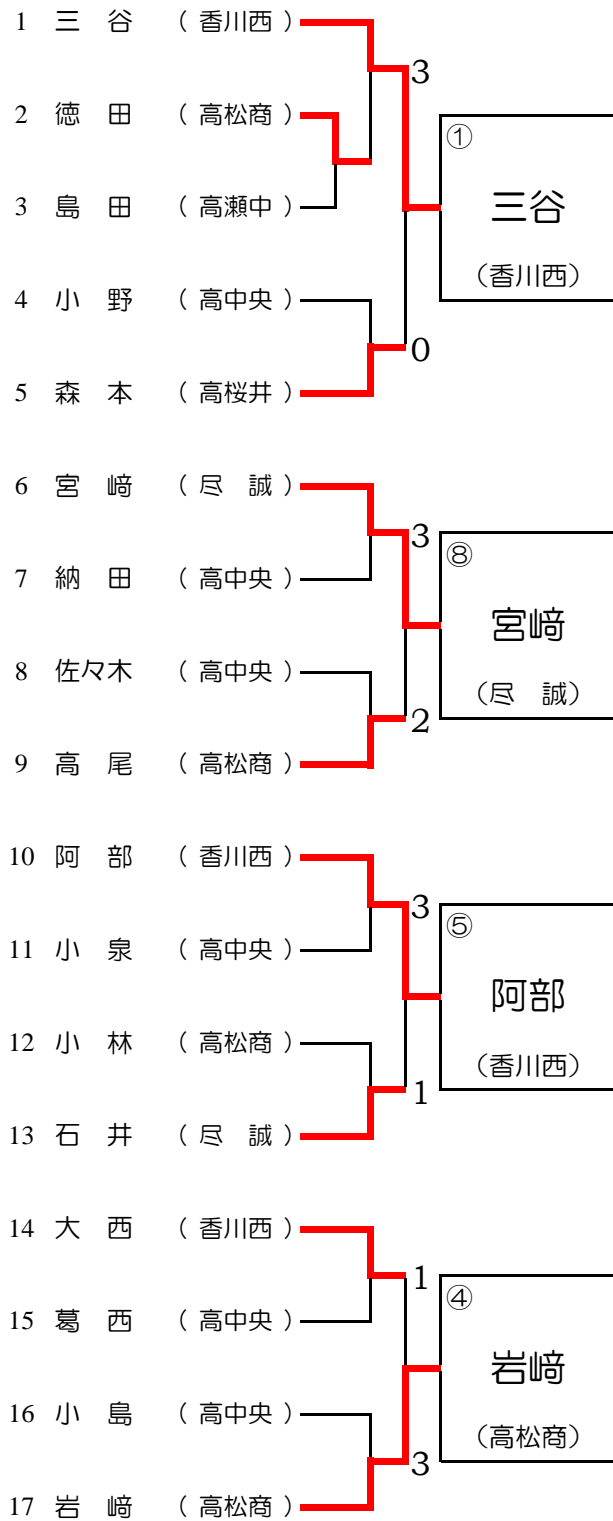 1 三 谷 （ 香川西 ）
3
2 徳 田 （ 高松商 ）
①
3 島 田 （ 高瀬中 ）
三谷
（香川西）
4 小 野 （ 高中央 ）
0
5 森 本 （ 高桜井 ）
6 宮 﨑 （ 尽 誠 ）
3
⑧
7 納 田 （ 高中央 ）
宮﨑
8 佐々木 （ 高中央 ）
（尽 誠）
2
9 高 尾 （ 高松商 ）
10 阿 部 （ 香川西 ）
3
⑤
11 小 泉 （ 高中央 ）
阿部
12 小 林 （ 高松商 ）
（香川西）
1
13 石 井 （ 尽 誠 ）
14 大 西 （ 香川西 ）
1
④
15 葛 西 （ 高中央 ）
岩﨑
16 小 島 （ 高中央 ）
（高松商）
3
17 岩 﨑 （ 高松商 ）